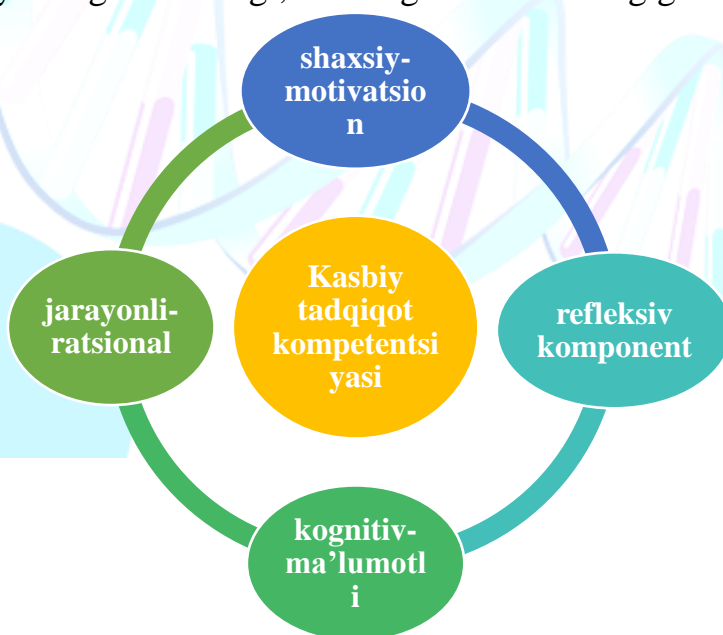 shaxsiy-
motivatsio
n
Kasbiy
tadqiqot
kompetentsi
yasi
jarayonli-
ratsional
refleksiv
komponent
kognitiv-
ma’lumotl
i